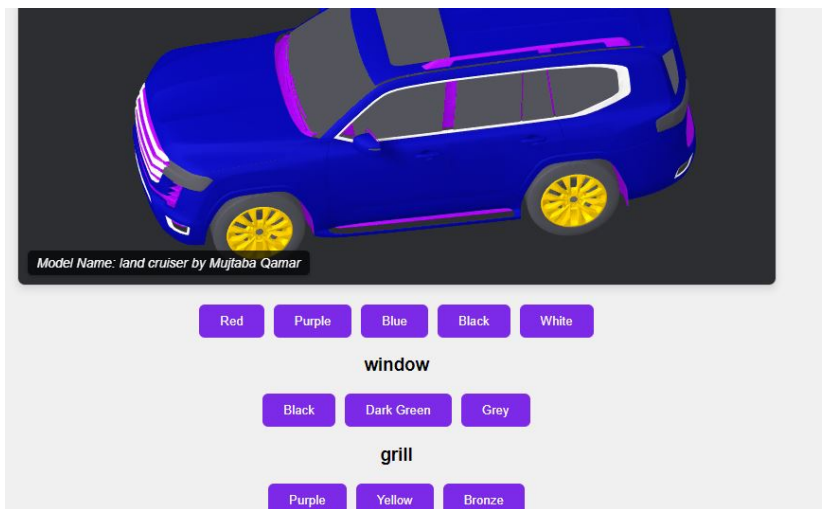 Model Name: land cruiser by Mujtaba Qamar
Red Purple Blue Black White
window
Black Dark Green Grey
grill
Purple Yellow Bronze